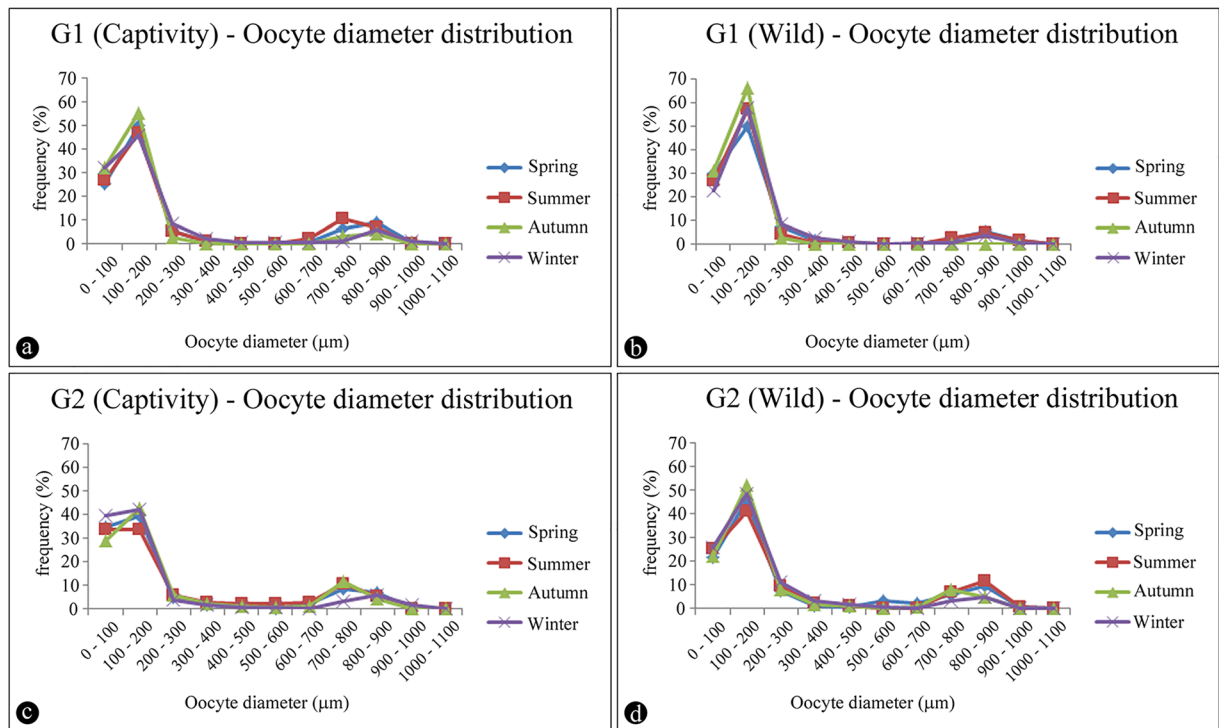 G1 (Captivity) - Oocyte diameter distribution
70
60
50
40
30
20
10
0
frequency (%)
0 - 100
100 - 200
200 - 300
300 - 400
400 - 500
500 - 600
600 - 700
700 - 800
800 - 900
900 - 1000
1000 - 1100
Oocyte diameter (μm)
Spring
Summer
Autumn
Winter
a
G1 (Wild) - Oocyte diameter distribution
70
60
50
40
30
20
10
0
frequency (%)
0 - 100
100 - 200
200 - 300
300 - 400
400 - 500
500 - 600
600 - 700
700 - 800
800 - 900
900 - 1000
1000 - 1100
Oocyte diameter (μm)
Spring
Summer
Autumn
Winter
b
G2 (Captivity) - Oocyte diameter distribution
70
60
50
40
30
20
10
0
frequency (%)
0 - 100
100 - 200
200 - 300
300 - 400
400 - 500
500 - 600
600 - 700
700 - 800
800 - 900
900 - 1000
1000 - 1100
Oocyte diameter (μm)
Spring
Summer
Autumn
Winter
c
G2 (Wild) - Oocyte diameter distribution
70
60
50
40
30
20
10
0
frequency (%)
0 - 100
100 - 200
200 - 300
300 - 400
400 - 500
500 - 600
600 - 700
700 - 800
800 - 900
900 - 1000
1000 - 1100
Oocyte diameter (μm)
Spring
Summer
Autumn
Winter
d